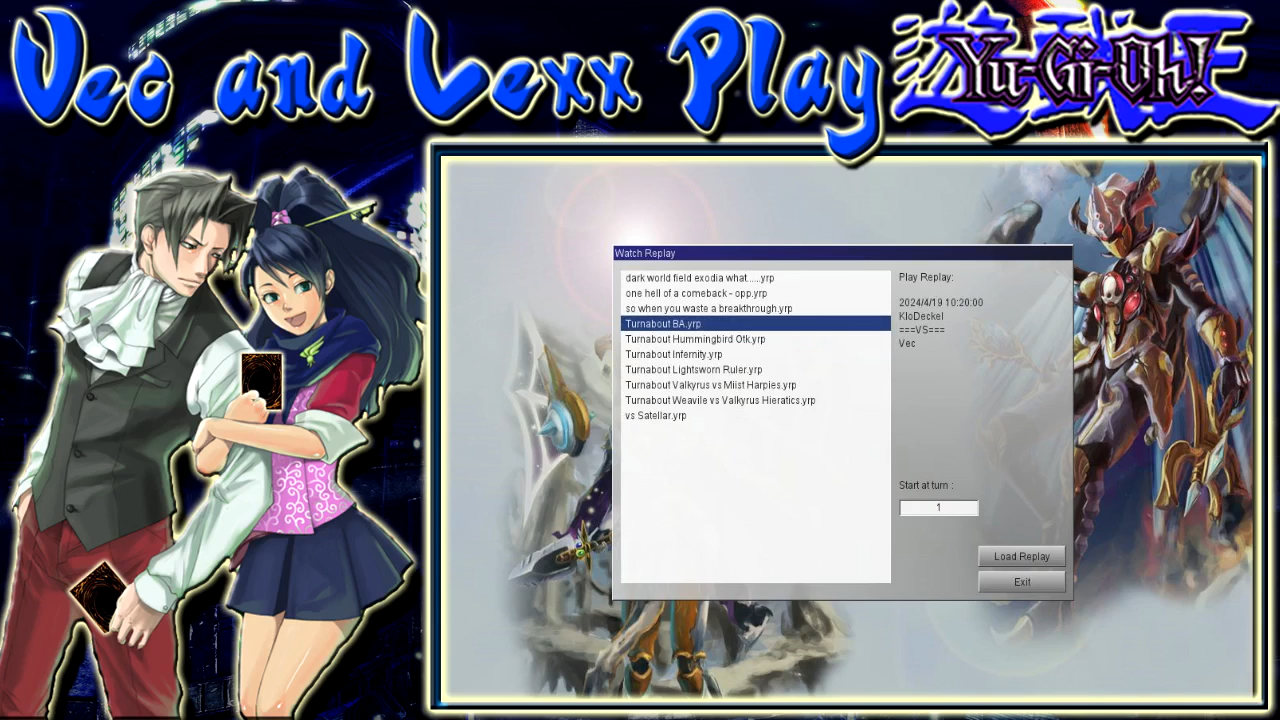 Vec and Lexx Play
遊戯王
Yu-Gi-Oh!
Watch Replay
dark world field exodia what.....yrp
one hell of a comeback - opp.yrp
so when you waste a breakthrough.yrp
Turnabout BA.yrp
Turnabout Hummingbird Otk.yrp
Turnabout Infernity.yrp
Turnabout Lightsworn Ruler.yrp
Turnabout Valkyrus vs Miist Harpies.yrp
Turnabout Weavile vs Valkyrus Hieratics.yrp
vs Satellar.yrp
Play Replay:
2024/4/19 10:20:00
KloDeckel
===VS===
Vec
Start at turn :
1
Load Replay
Exit